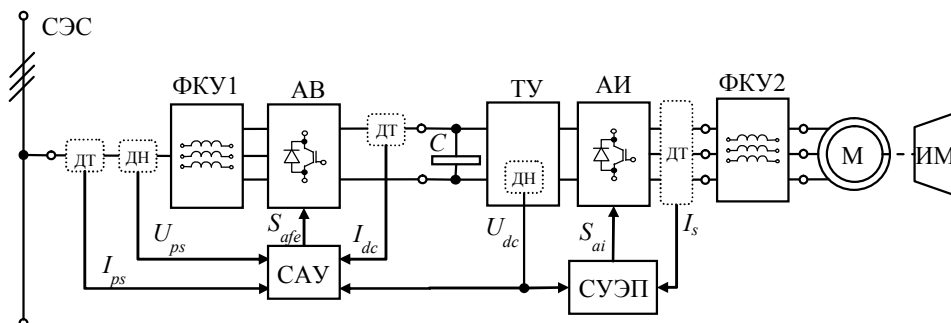 СЭС
ФКУ1
АВ
ТУ
АИ
ФКУ2
ДТ
ДН
ДТ
C
ДН
ДТ
М
ИМ
U_ps
I_ps
S_afe
I_dc
U_dc
S_ai
I_s
САУ
СУЭП